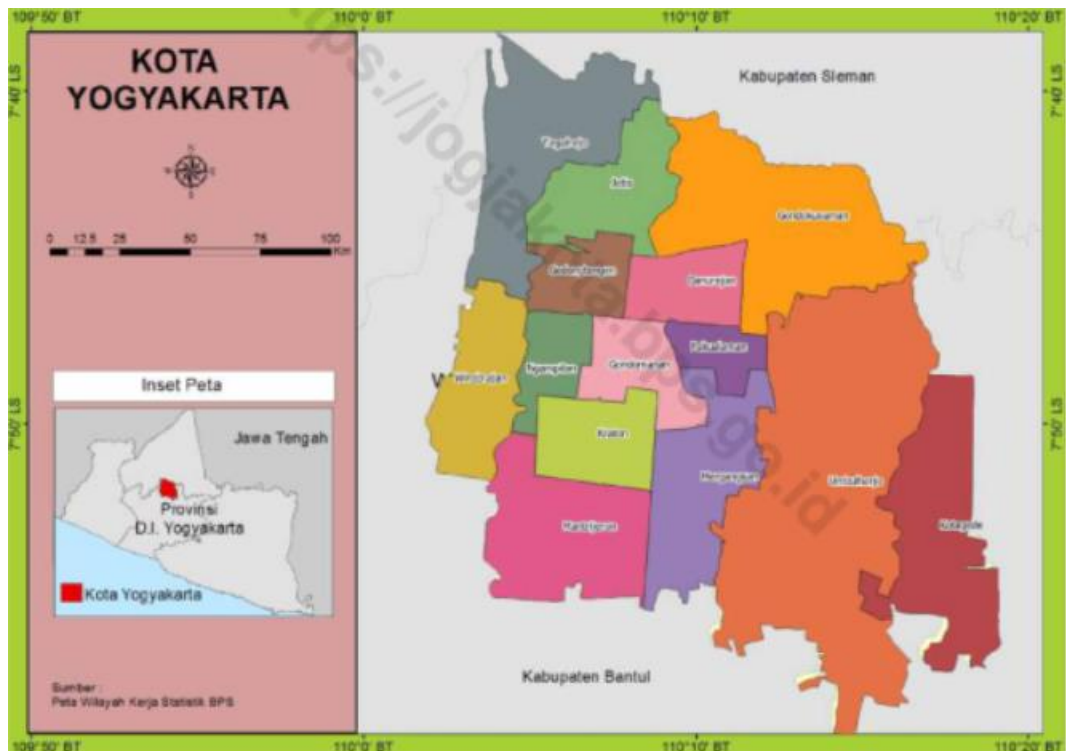 109°50' BT
110°0' BT
110°10' BT
110°20' BT
7°40' LS
7°40' LS
7°50' LS
7°50' LS
KOTA
YOGYAKARTA
0 12.5 25 50 75 100
Km
Inset Peta
Jawa Tengah
Provinsi
D.I. Yogyakarta
Kota Yogyakarta
Sumber :
Peta Wilayah Kerja Statistik BPS
Kabupaten Sleman
Tegalrejo
Jetis
Gondokusuman
Danurejan
Pakualaman
Ngampilan
Gondomanan
Wirobrajan
Kraton
Mergangsan
Mantrijeron
Umbulharjo
Kotagede
Kabupaten Bantul
109°50' BT
110°0' BT
110°10' BT
110°20' BT